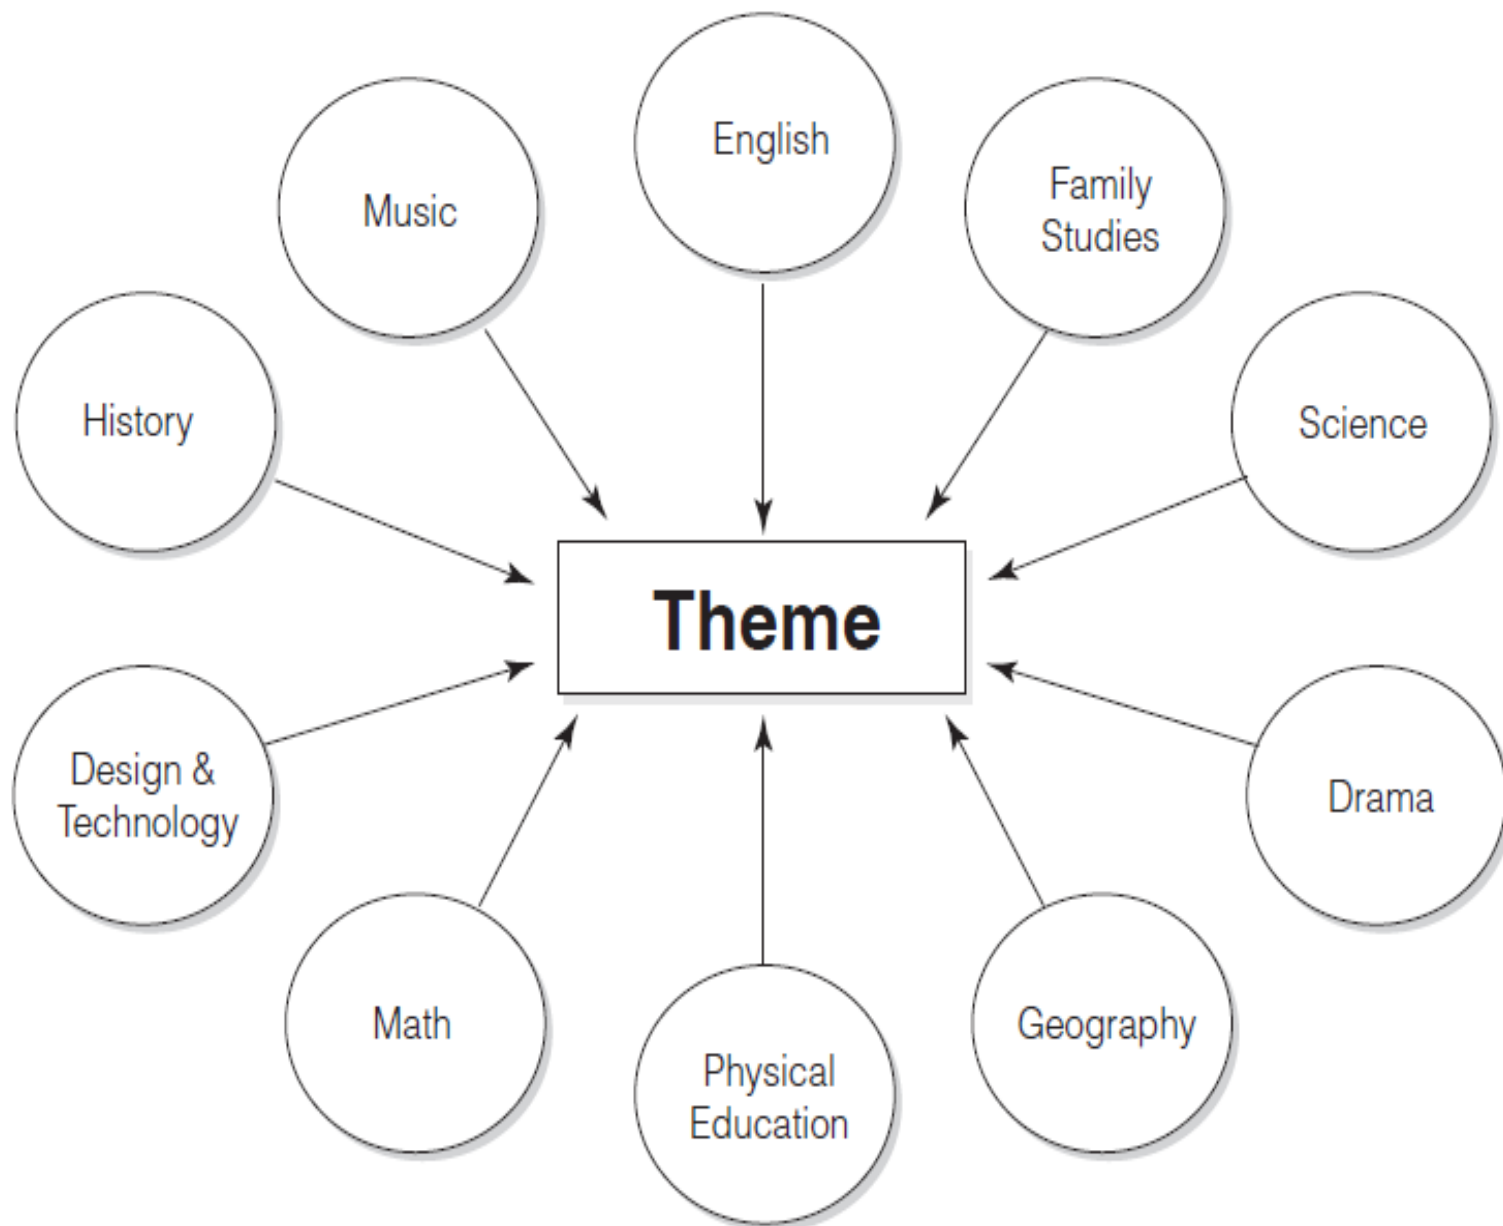 English
Family
Studies
Music
History
Science
Theme
Design &
Technology
Drama
Math
Physical
Education
Geography